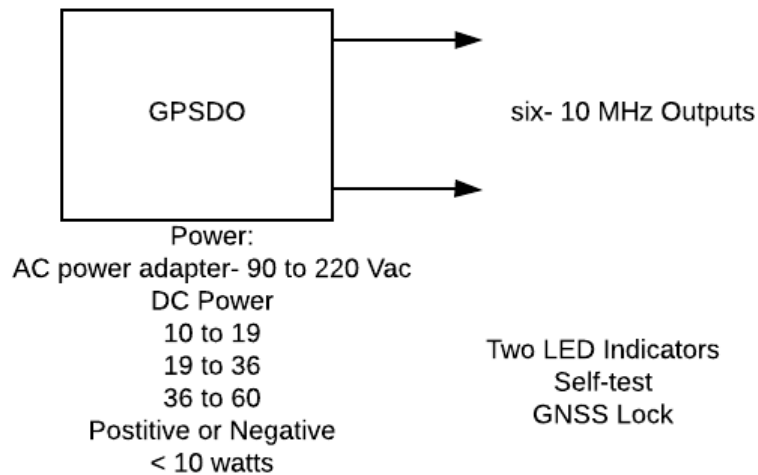 GPSDO
six- 10 MHz Outputs
Power:
AC power adapter- 90 to 220 Vac
DC Power
10 to 19
19 to 36
36 to 60
Postitive or Negative
< 10 watts
Two LED Indicators
Self-test
GNSS Lock